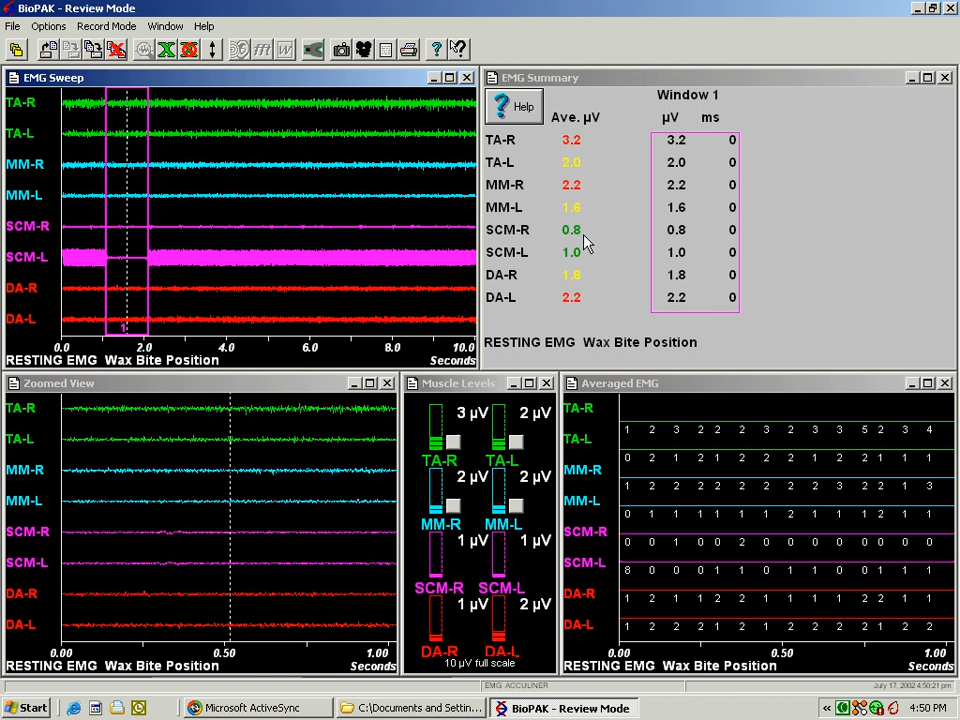 BioPAK - Review Mode
File Options Record Mode Window Help
EMG Sweep
TA-R
TA-L
MM-R
MM-L
SCM-R
SCM-L
DA-R
DA-L
1
0.0 2.0 4.0 6.0 8.0 10.0
RESTING EMG Wax Bite Position Seconds
EMG Summary
Window 1
Help Ave. µV µV ms
TA-R 3.2 3.2 0
TA-L 2.0 2.0 0
MM-R 2.2 2.2 0
MM-L 1.6 1.6 0
SCM-R 0.8 0.8 0
SCM-L 1.0 1.0 0
DA-R 1.8 1.8 0
DA-L 2.2 2.2 0
RESTING EMG Wax Bite Position
Zoomed View
TA-R
TA-L
MM-R
MM-L
SCM-R
SCM-L
DA-R
DA-L
0.00 0.50 1.00
RESTING EMG Wax Bite Position Seconds
Muscle Levels
3 µV 2 µV
TA-R TA-L
2 µV 2 µV
MM-R MM-L
1 µV 1 µV
SCM-R SCM-L
1 µV 2 µV
DA-R DA-L
10 µV full scale
Averaged EMG
TA-R
1 2 3 2 2 2 3 2 3 3 5 2 3 4
TA-L
0 2 1 2 1 2 2 2 1 2 2 1 1
MM-R
1 2 2 2 2 2 2 2 2 3 2 2 1 3
MM-L
0 1 1 1 1 1 1 2 1 1 1 1 1
SCM-R
0 0 1 0 0 2 0 0 0 0 0 0 0 0
SCM-L
8 0 0 0 1 1 0 1 1 0 1 1 1
DA-R
1 2 1 2 2 1 1 1 1 1 2 2 1 1
DA-L
1 2 2 2 2 2 1 2 2 2 1 2 2 2
0.00 0.50 1.00
RESTING EMG Wax Bite Position Seconds
EMG ACCULINER July 17, 2002 4:50:21 pm
Start Microsoft ActiveSync C:\Documents and Settin... BioPAK - Review Mode « 4:50 PM